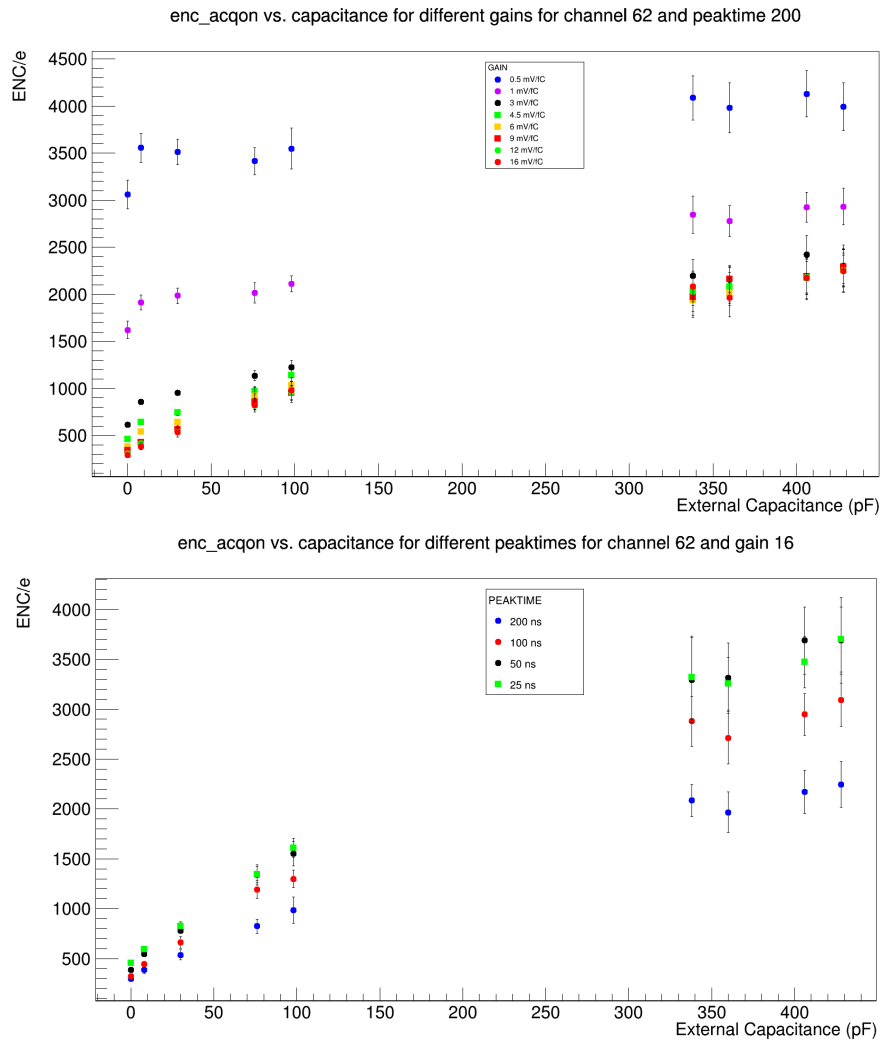 enc_acqon vs. capacitance for different gains for channel 62 and peaktime 200
ENC/e
4500
4000
3500
3000
2500
2000
1500
1000
500
GAIN
0.5 mV/fC
1 mV/fC
3 mV/fC
4.5 mV/fC
6 mV/fC
9 mV/fC
12 mV/fC
16 mV/fC
0 50 100 150 200 250 300 350 400
External Capacitance (pF)
enc_acqon vs. capacitance for different peaktimes for channel 62 and gain 16
ENC/e
4000
3500
3000
2500
2000
1500
1000
500
PEAKTIME
200 ns
100 ns
50 ns
25 ns
0 50 100 150 200 250 300 350 400
External Capacitance (pF)